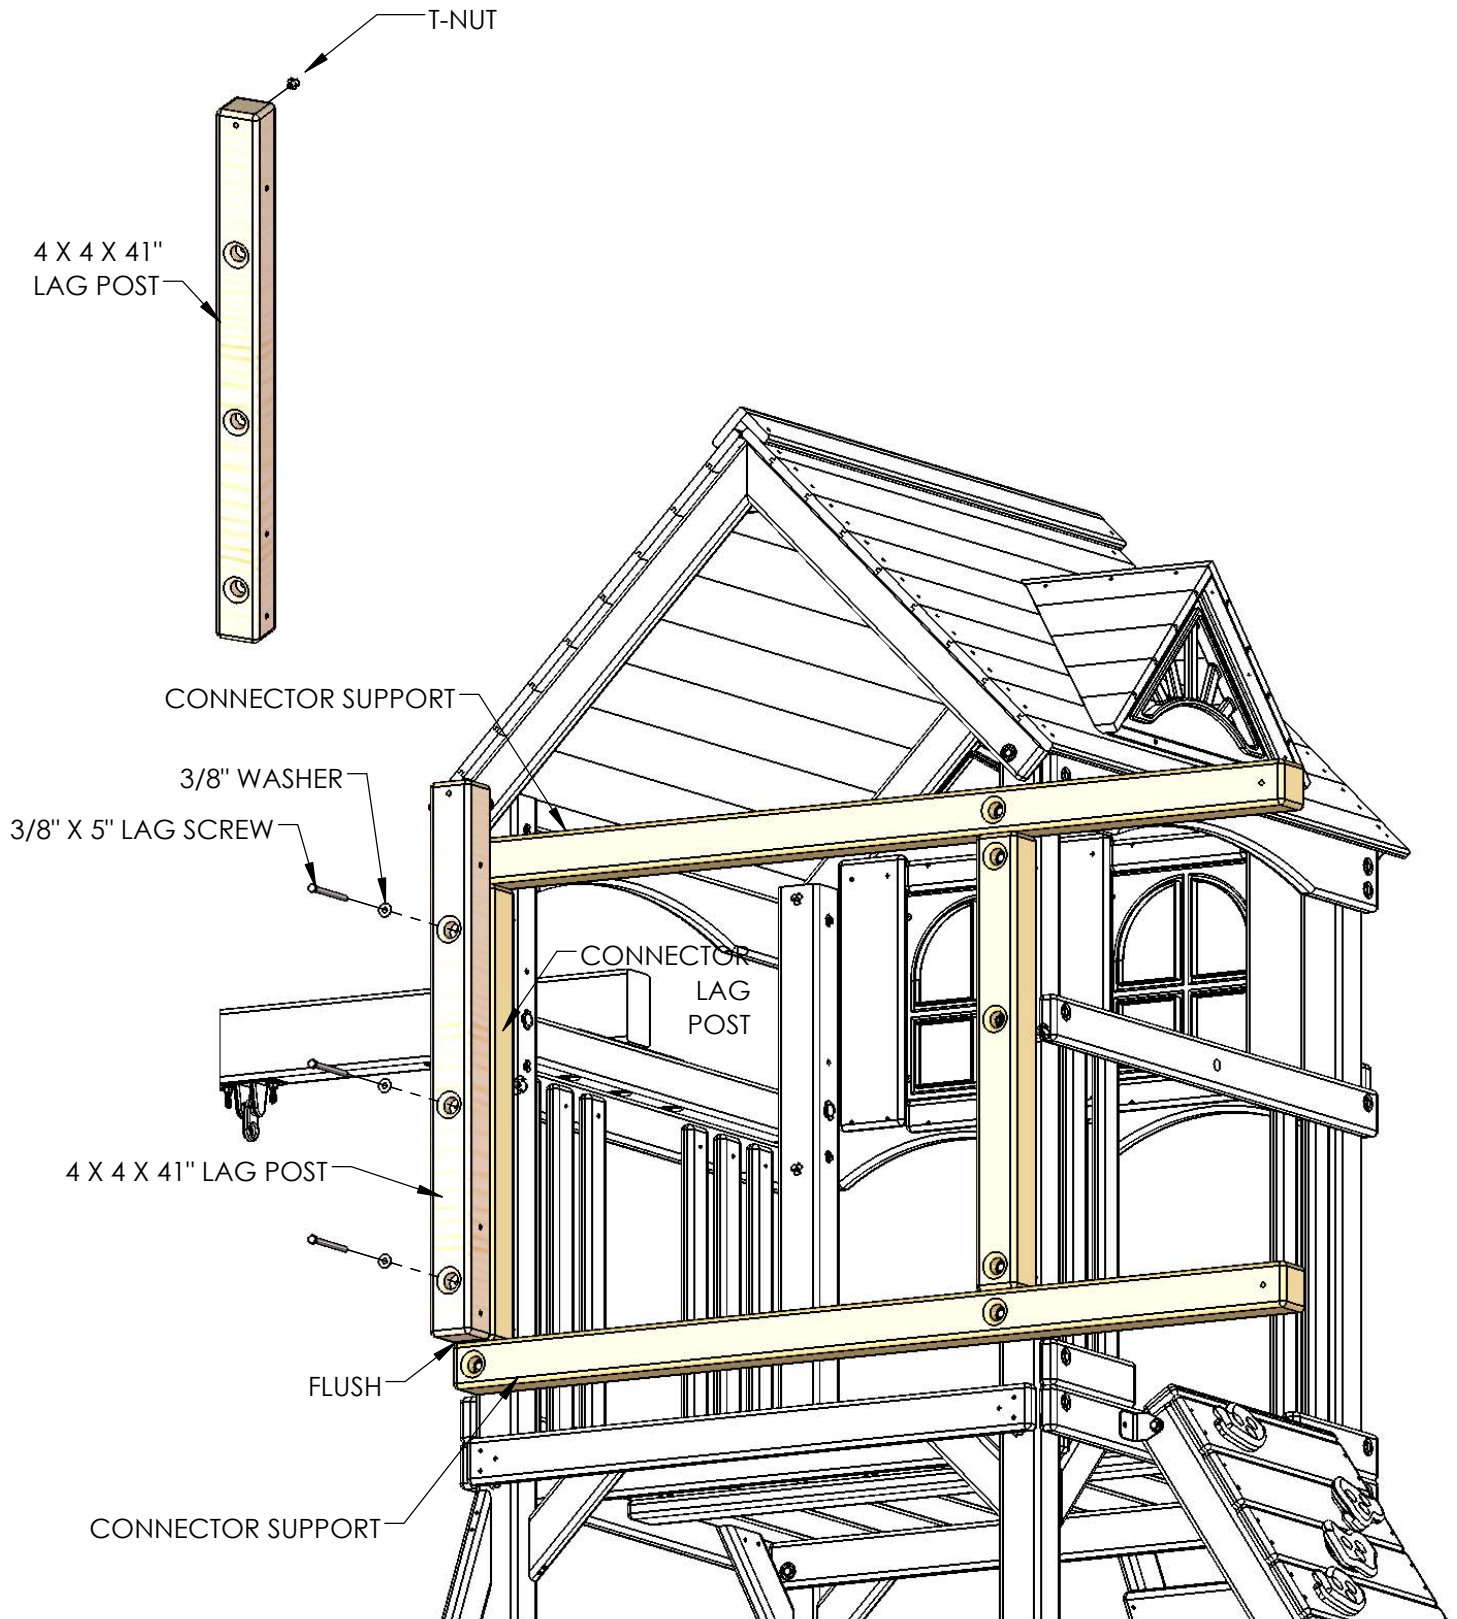 T-NUT
4 X 4 X 41"
LAG POST
CONNECTOR SUPPORT
3/8" WASHER
3/8" X 5" LAG SCREW
CONNECTOR
LAG
POST
4 X 4 X 41" LAG POST
FLUSH
CONNECTOR SUPPORT